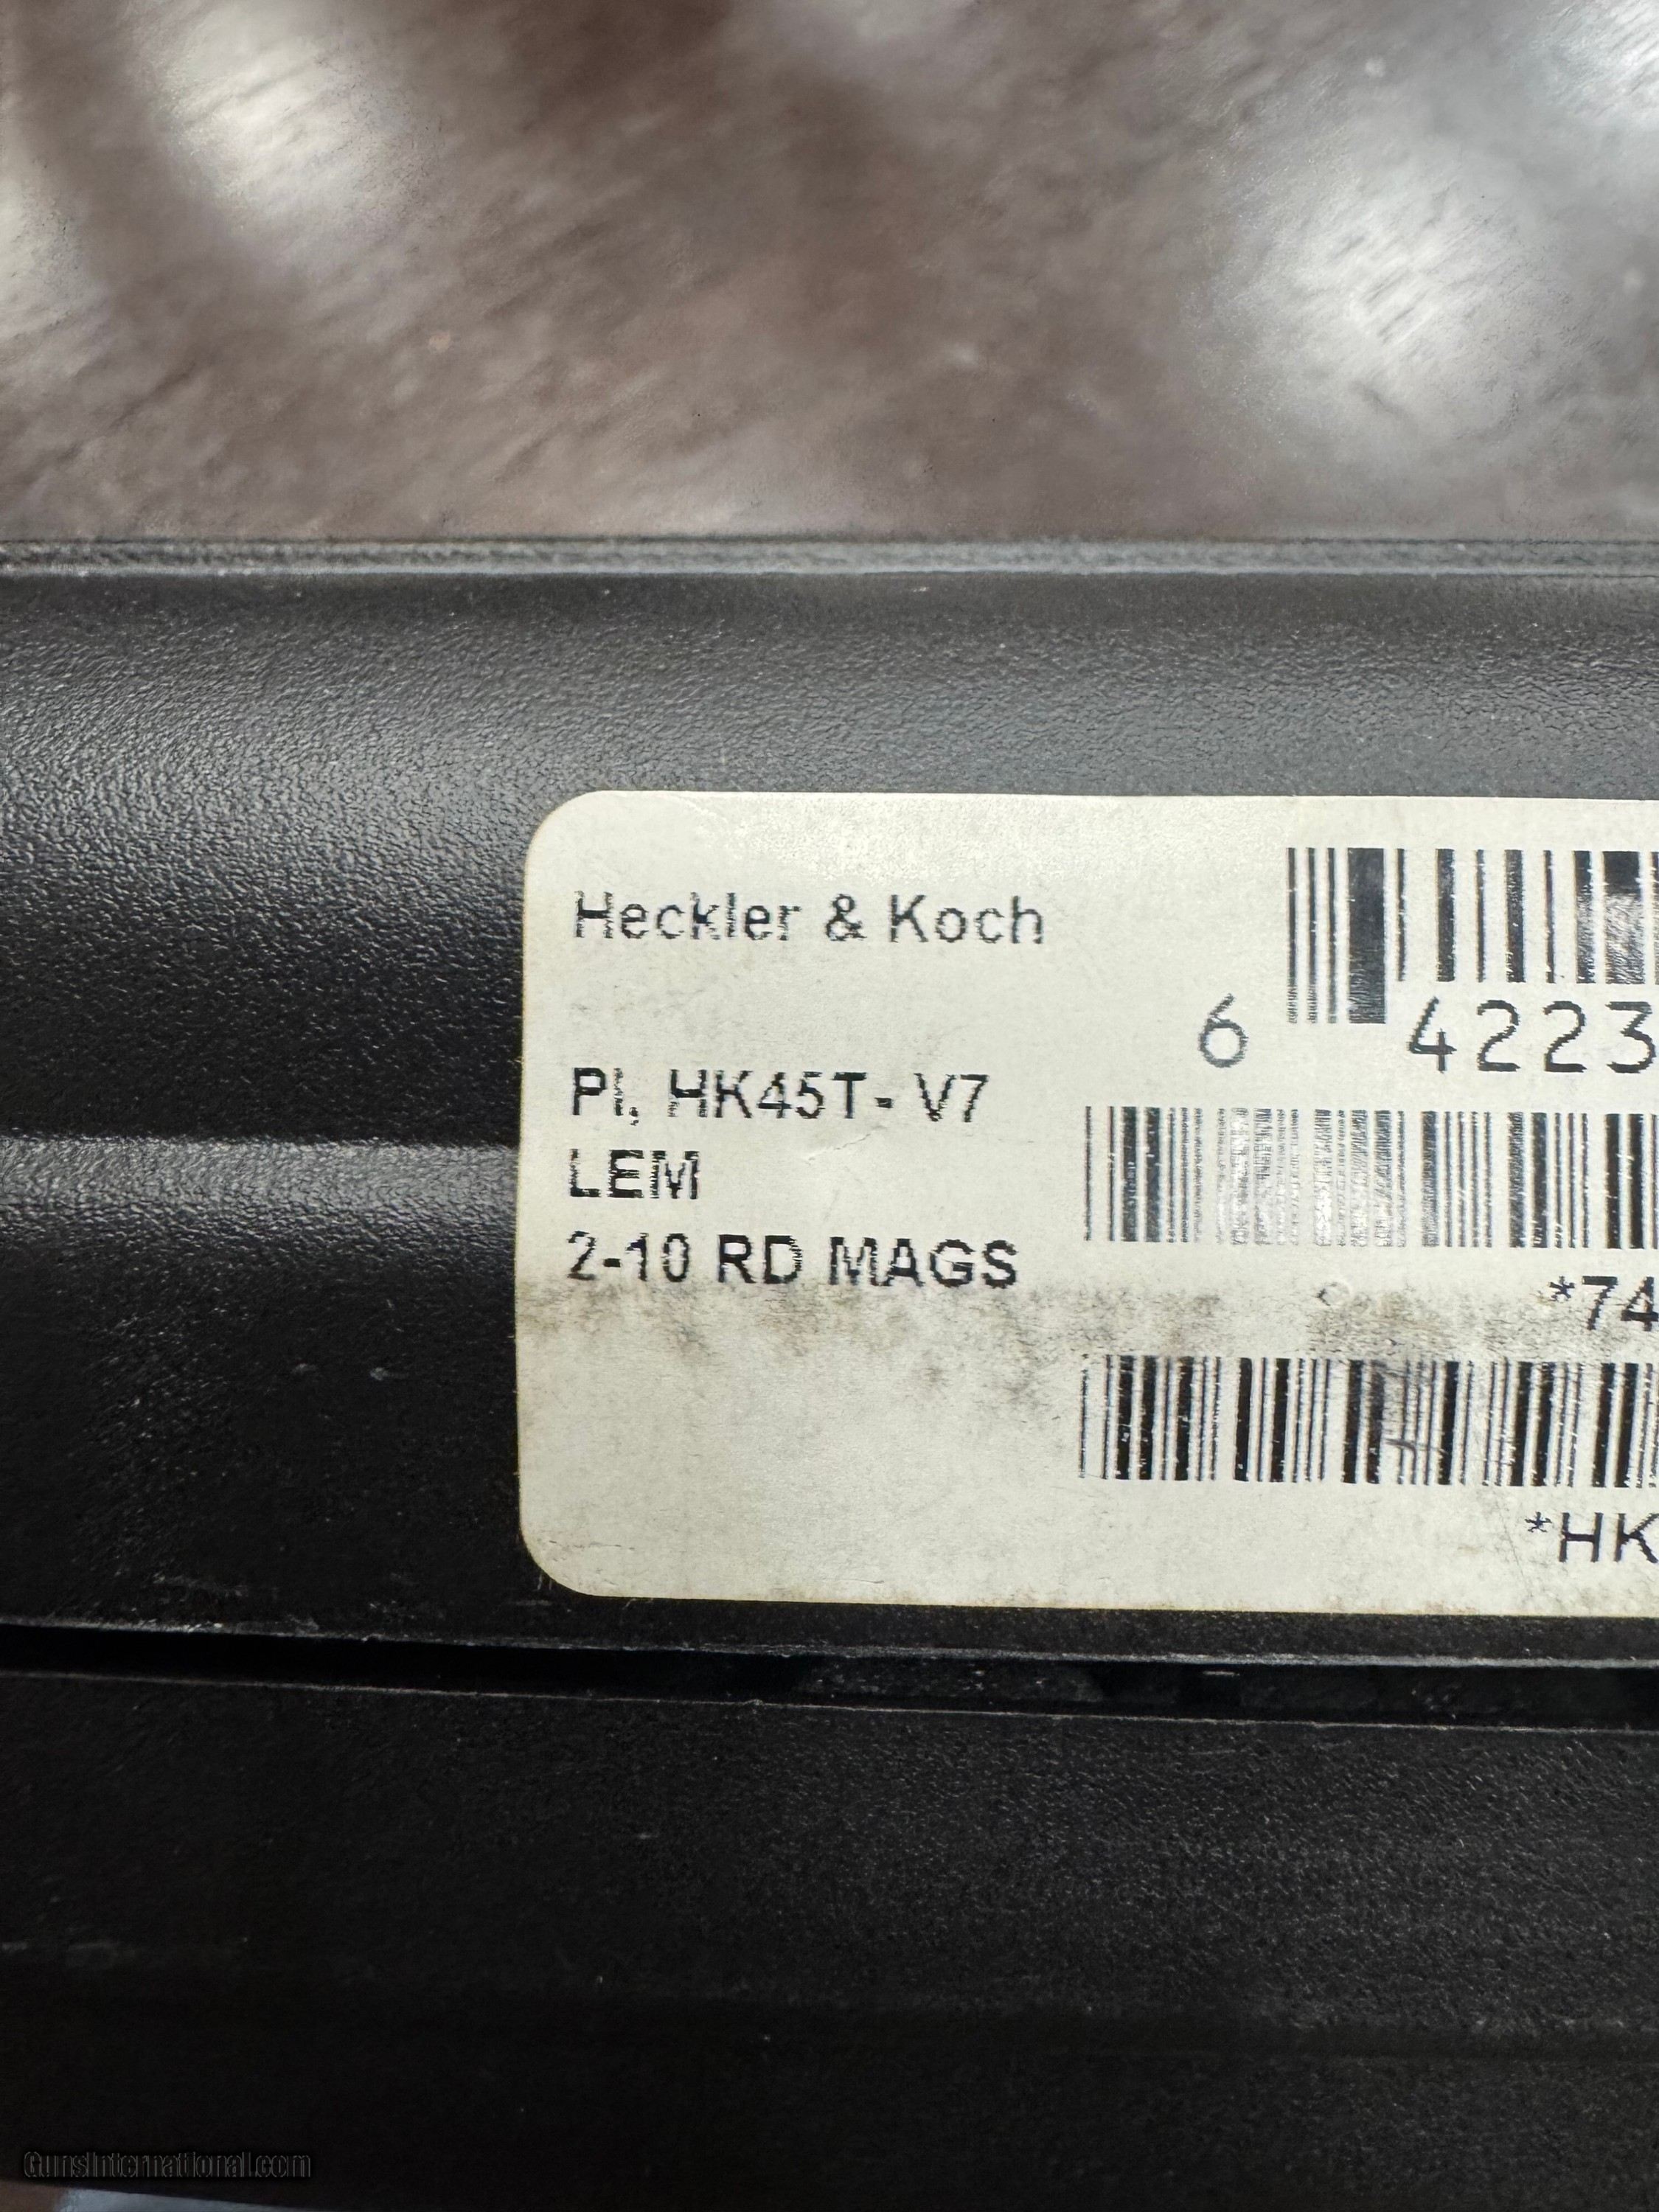 Heckler & Koch
PI, HK45T- V7
LEM
2-10 RD MAGS
6 4223
*74
*HK
GunsInternational.com